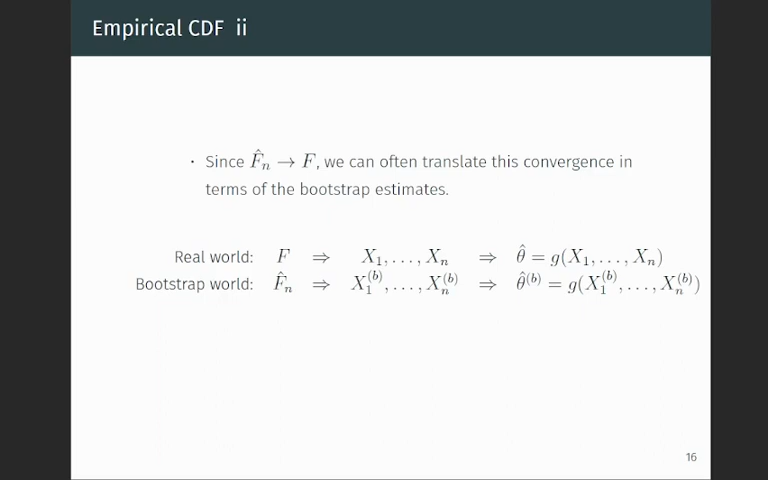 Empirical CDF ii
· Since F̂ₙ → F, we can often translate this convergence in
terms of the bootstrap estimates.
Real world: F ⇒ X₁, . . . , Xₙ ⇒ θ̂ = g(X₁, . . . , Xₙ)
Bootstrap world: F̂ₙ ⇒ X₁⁽ᵇ⁾, . . . , Xₙ⁽ᵇ⁾ ⇒ θ̂⁽ᵇ⁾ = g(X₁⁽ᵇ⁾, . . . , Xₙ⁽ᵇ⁾)
16